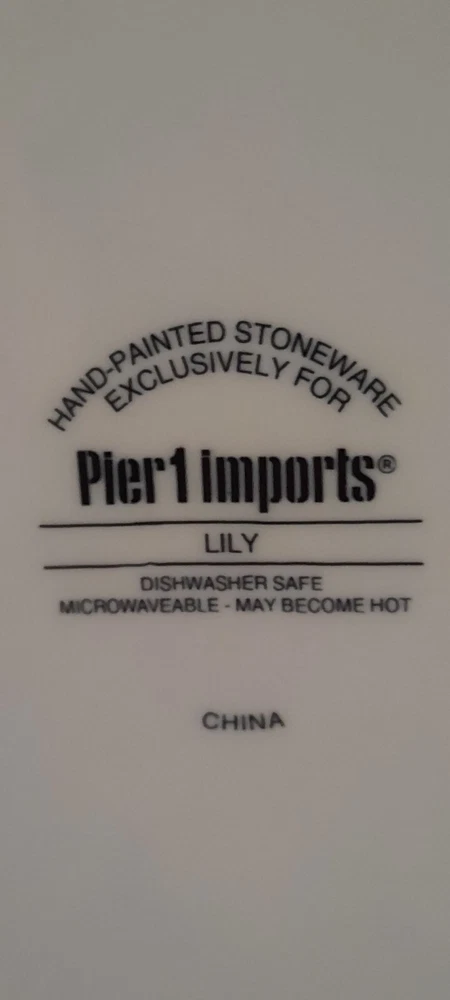 HAND-PAINTED STONEWARE
EXCLUSIVELY FOR
Pier1 imports®
LILY
DISHWASHER SAFE
MICROWAVEABLE - MAY BECOME HOT
CHINA